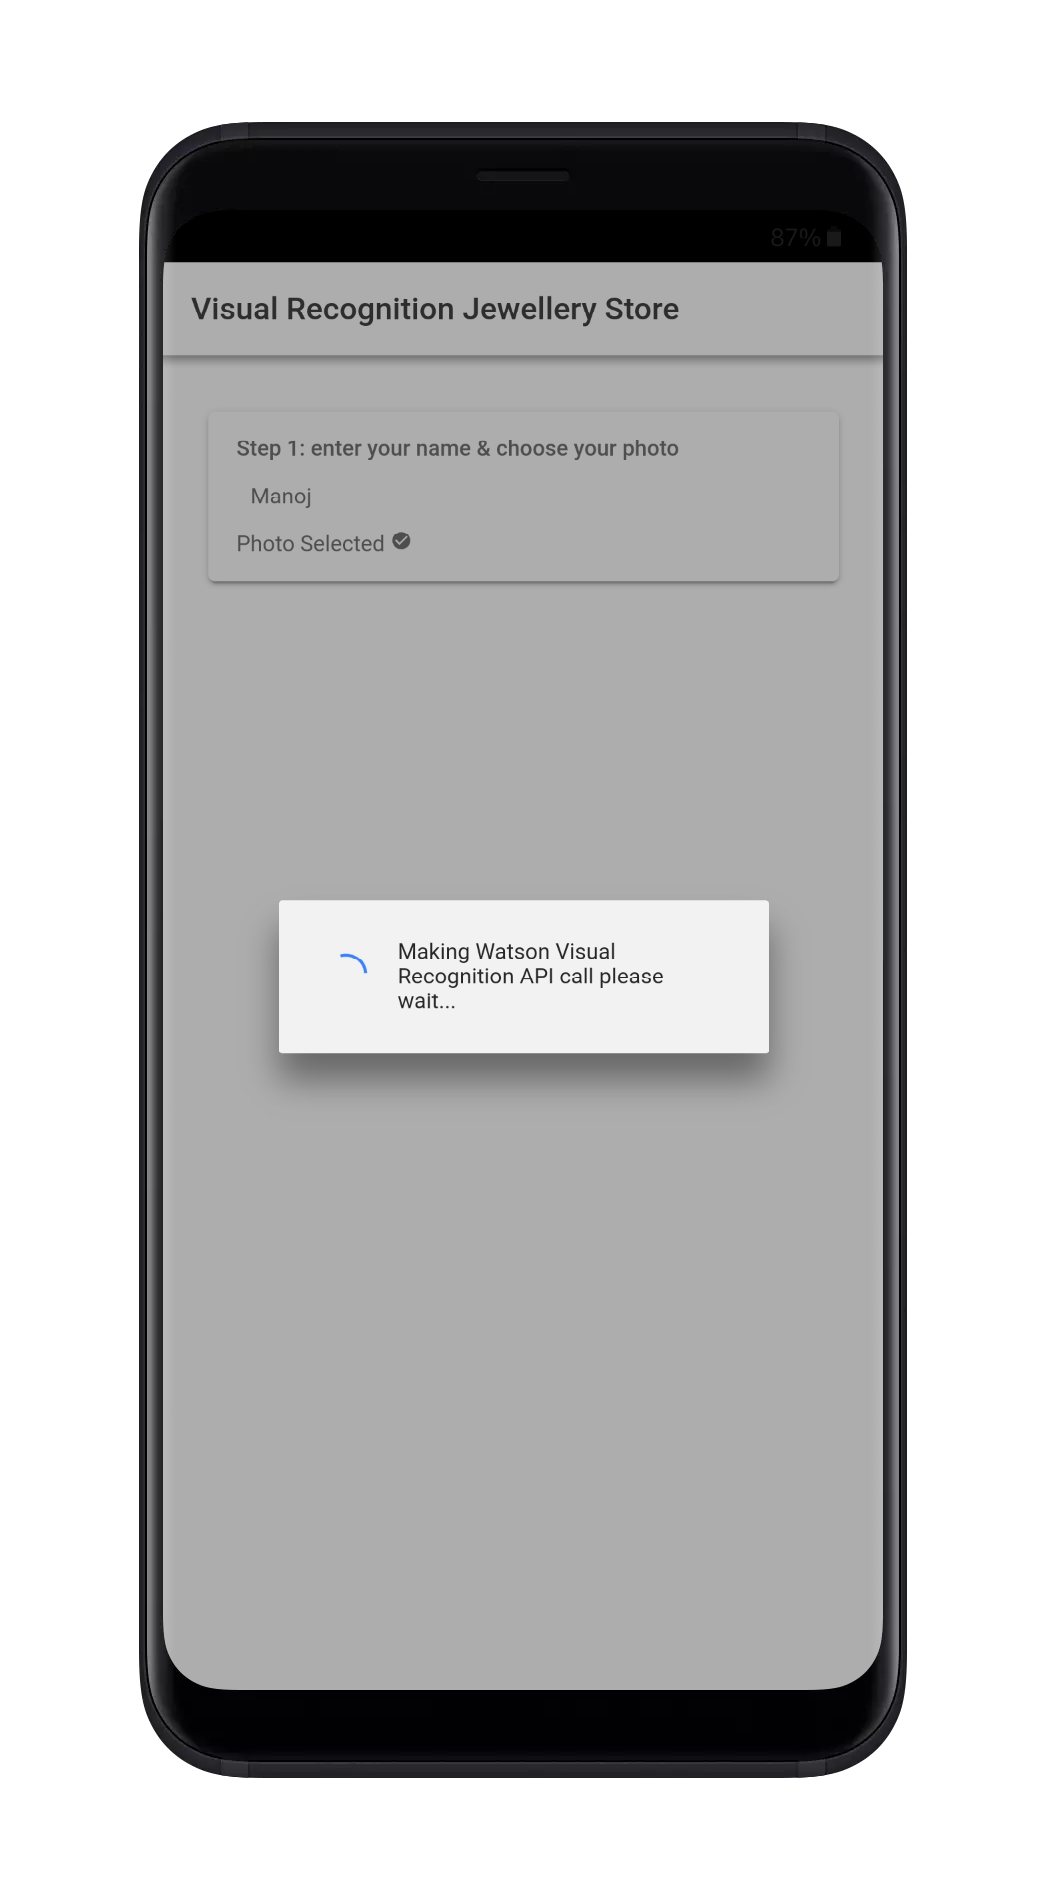 87%
Visual Recognition Jewellery Store
Step 1: enter your name & choose your photo
Manoj
Photo Selected
Making Watson Visual
Recognition API call please
wait...